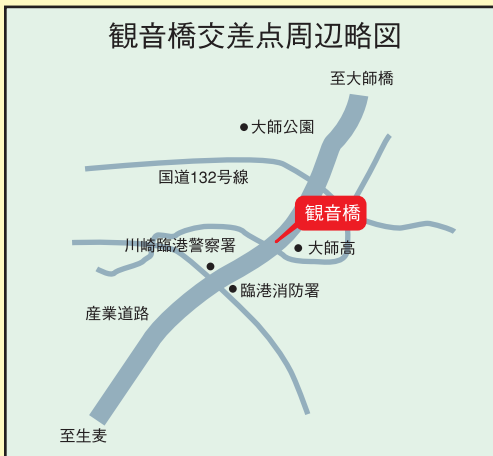 観音橋交差点周辺略図
至大師橋
大師公園
国道132号線
観音橋
川崎臨港警察署
大師高
臨港消防署
産業道路
至生麦